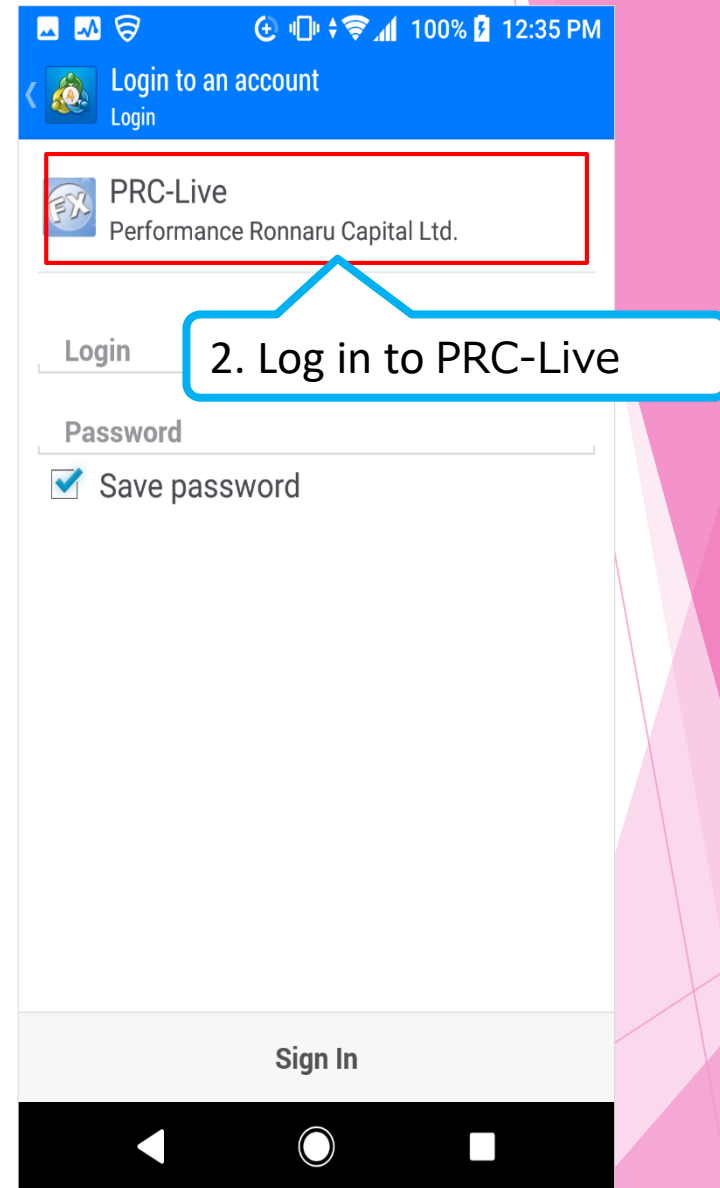 100% 12:35 PM
Login to an account
Login
4
FX
PRC-Live
Performance Ronnaru Capital Ltd.
2. Log in to PRC-Live
Login
Password
Save password
Sign In